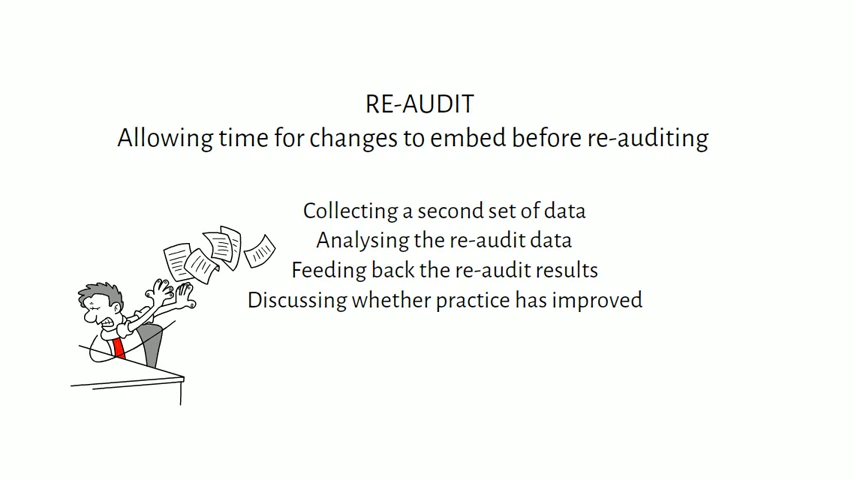 RE-AUDIT
Allowing time for changes to embed before re-auditing
Collecting a second set of data
Analysing the re-audit data
Feeding back the re-audit results
Discussing whether practice has improved